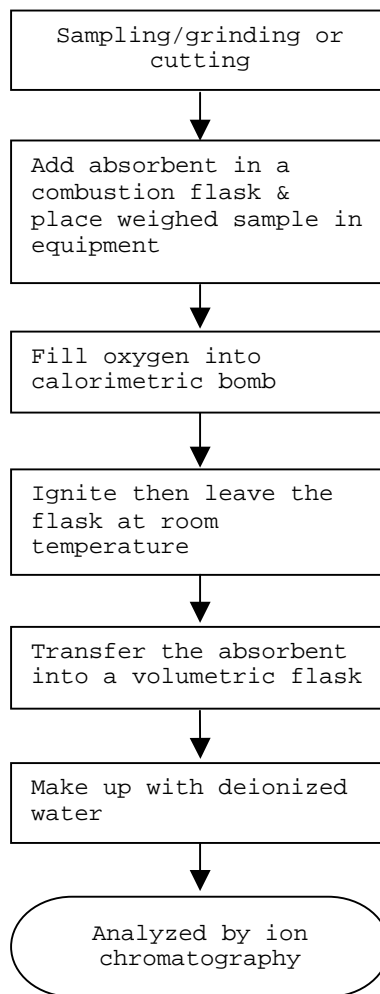 Sampling/grinding or
cutting
Add absorbent in a
combustion flask &
place weighed sample in
equipment
Fill oxygen into
calorimetric bomb
Ignite then leave the
flask at room
temperature
Transfer the absorbent
into a volumetric flask
Make up with deionized
water
Analyzed by ion
chromatography